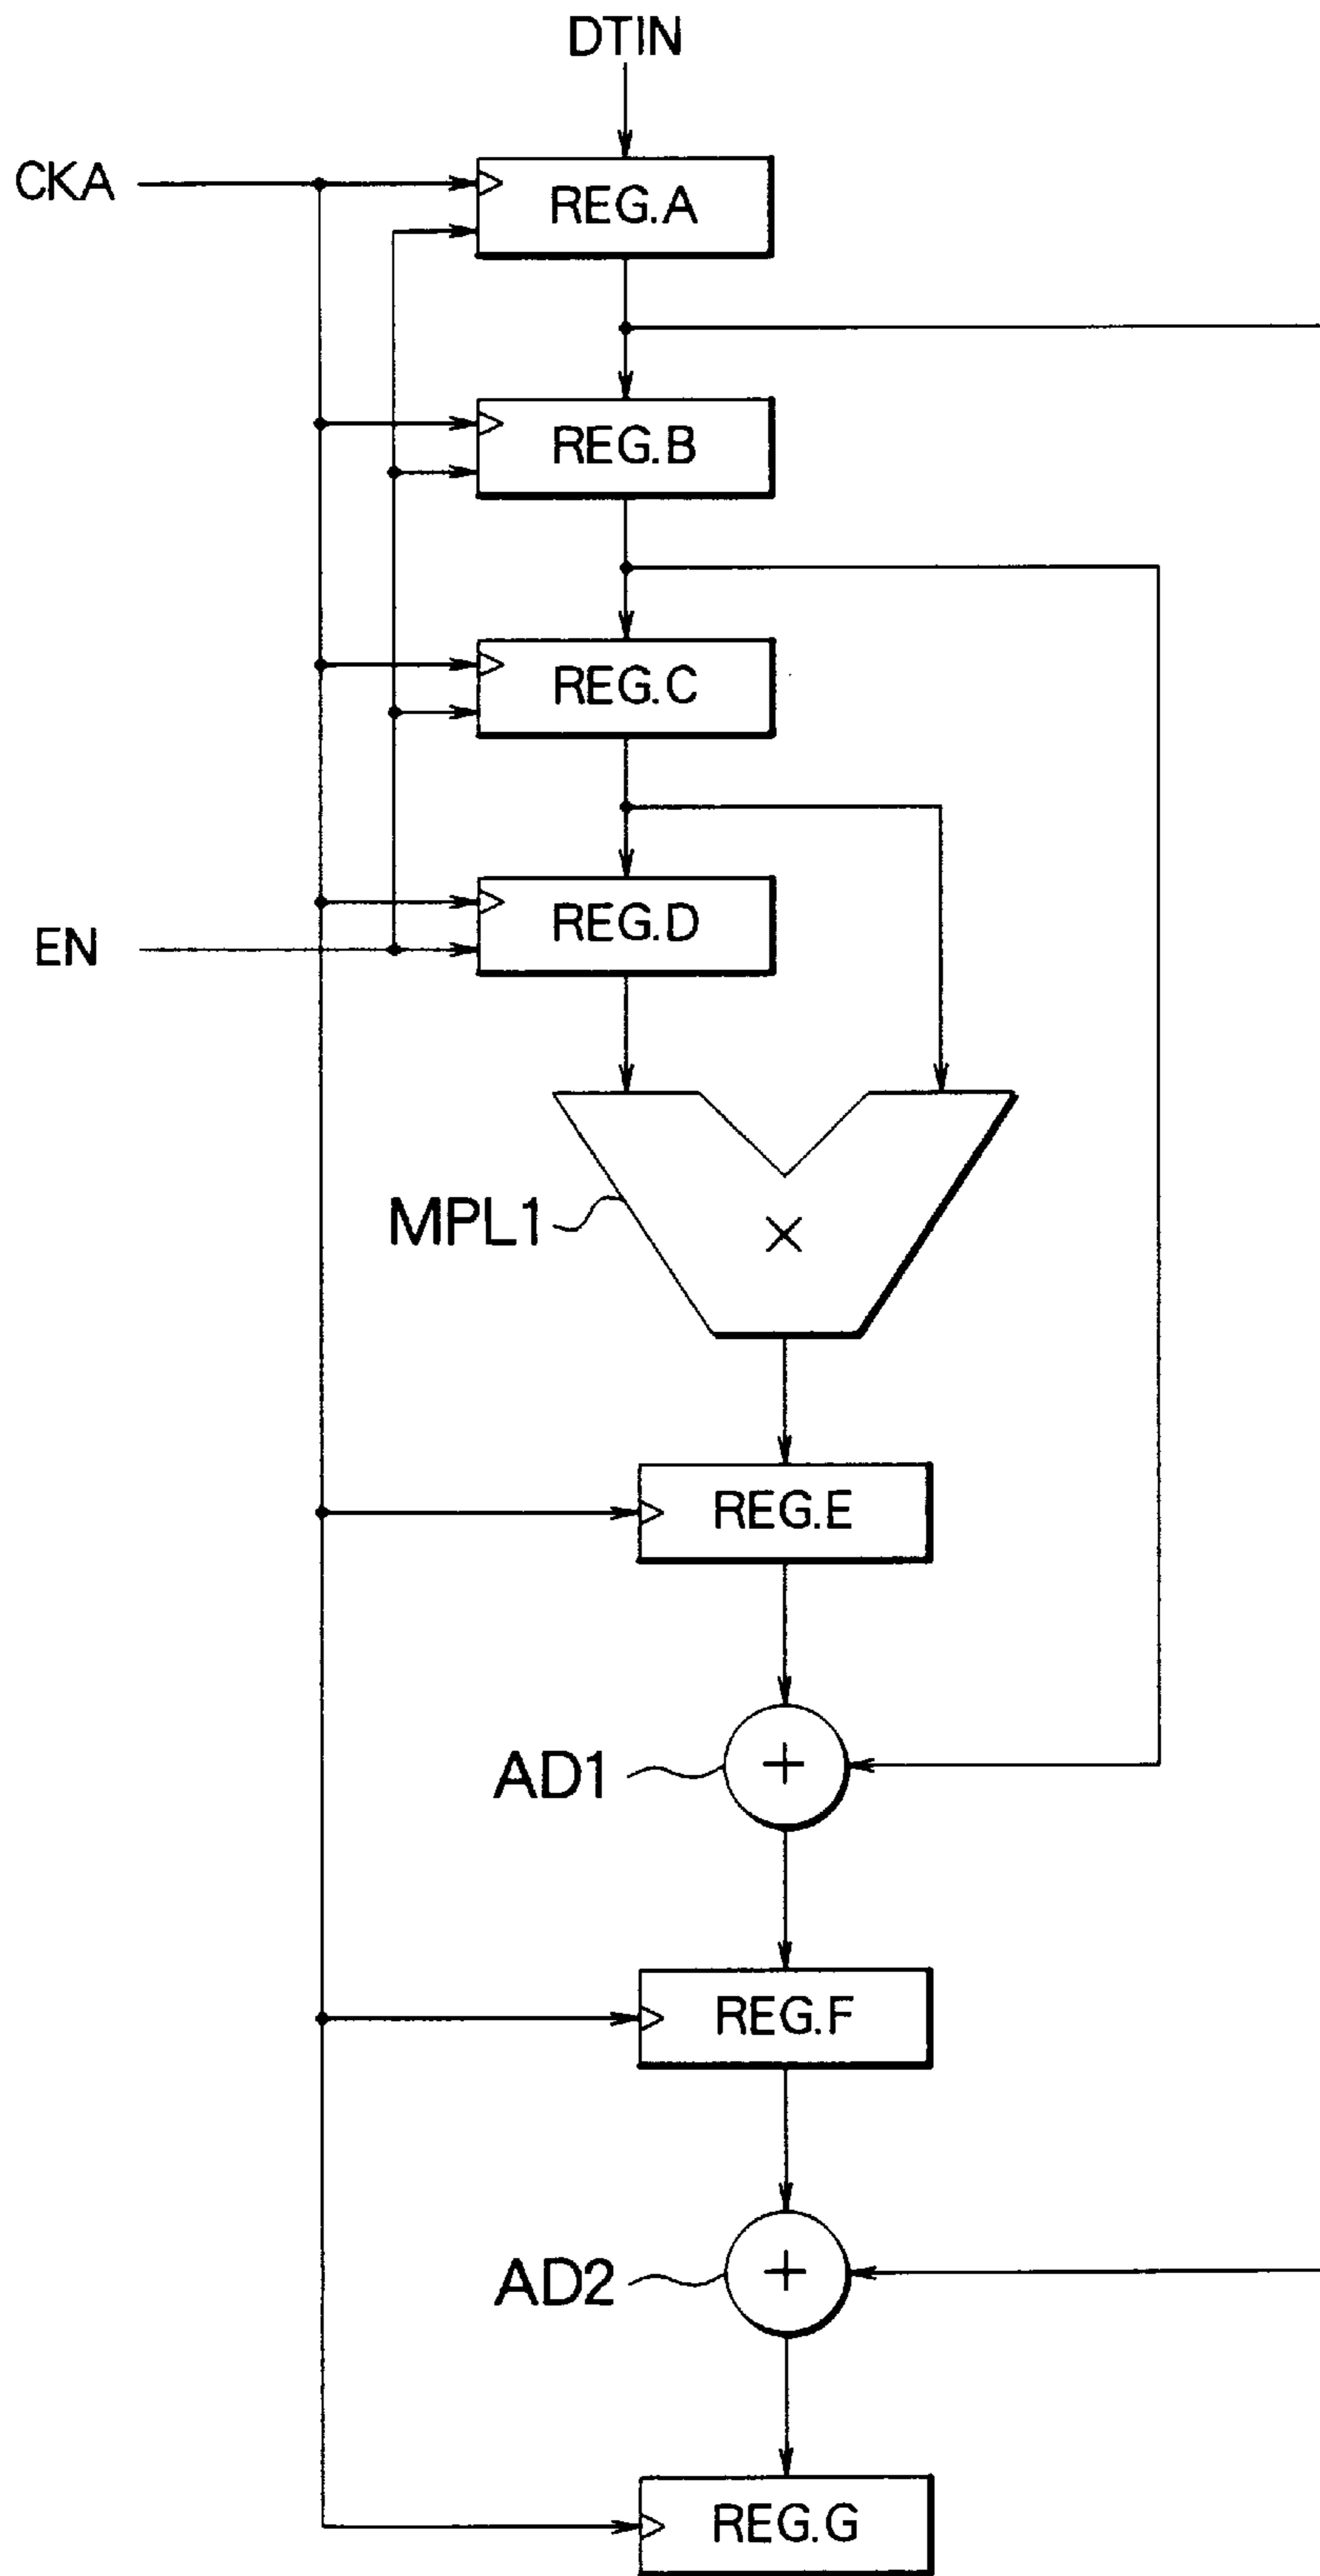 DTIN
CKA
REG.A
REG.B
REG.C
REG.D
EN
MPL1
×
REG.E
AD1
+
REG.F
AD2
+
REG.G